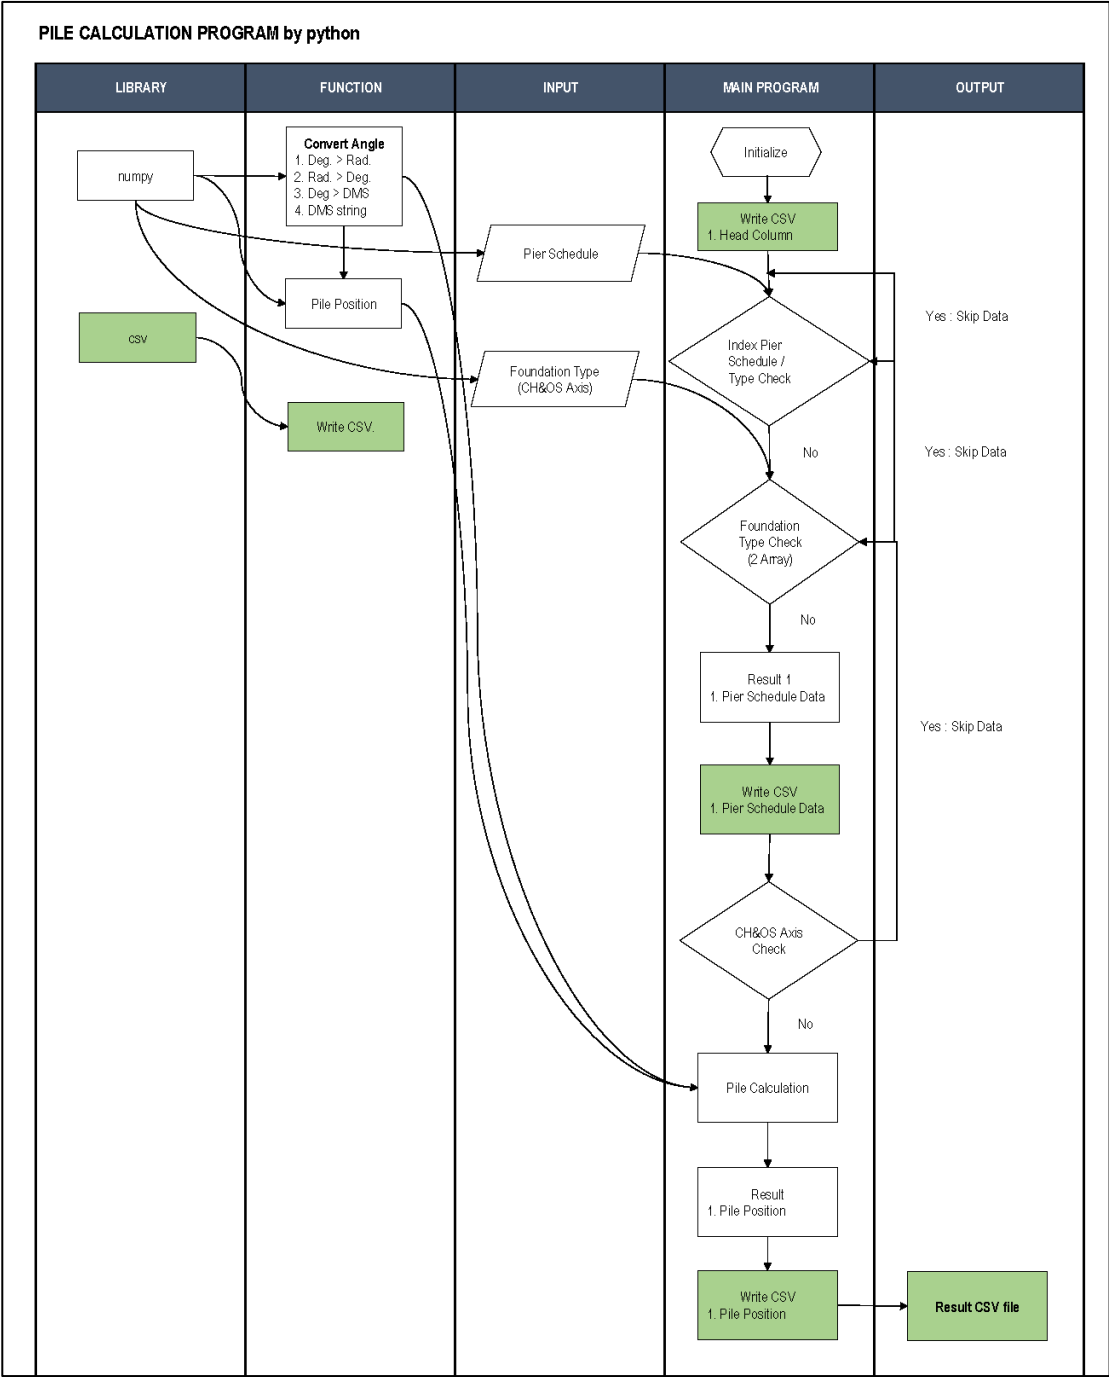 PILE CALCULATION PROGRAM by python
LIBRARY
FUNCTION
INPUT
MAIN PROGRAM
OUTPUT
numpy
csv
Convert Angle
1. Deg. > Rad.
2. Rad. > Deg.
3. Deg > DMS
4. DMS string
Pile Position
Write CSV.
Pier Schedule
Foundation Type
(CH&OS Axis)
Initialize
Write CSV
1. Head Column
Index Pier
Schedule /
Type Check
Yes : Skip Data
No
Yes : Skip Data
Foundation
Type Check
(2 Array)
No
Result 1
1. Pier Schedule Data
Yes : Skip Data
Write CSV
1. Pier Schedule Data
CH&OS Axis
Check
No
Pile Calculation
Result
1. Pile Position
Write CSV
1. Pile Position
Result CSV file